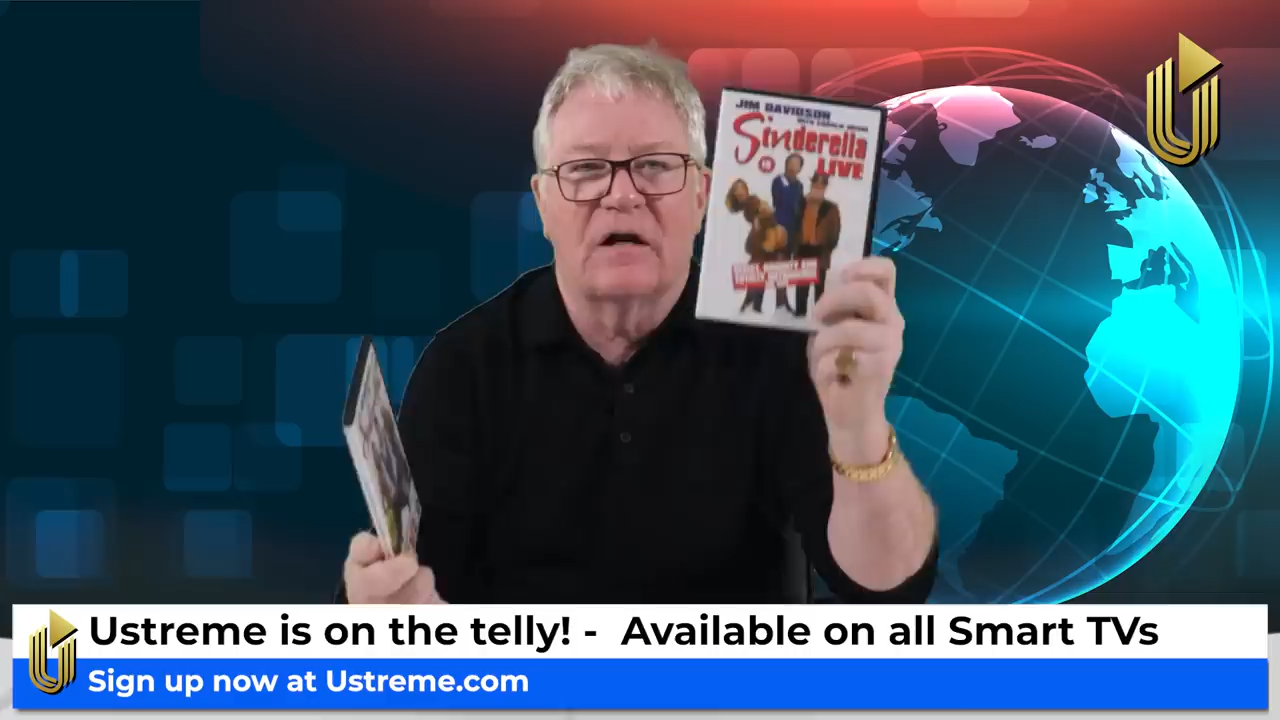 JIM DAVIDSON
Sinderella
LIVE
18
Ustreme is on the telly! - Available on all Smart TVs
Sign up now at Ustreme.com